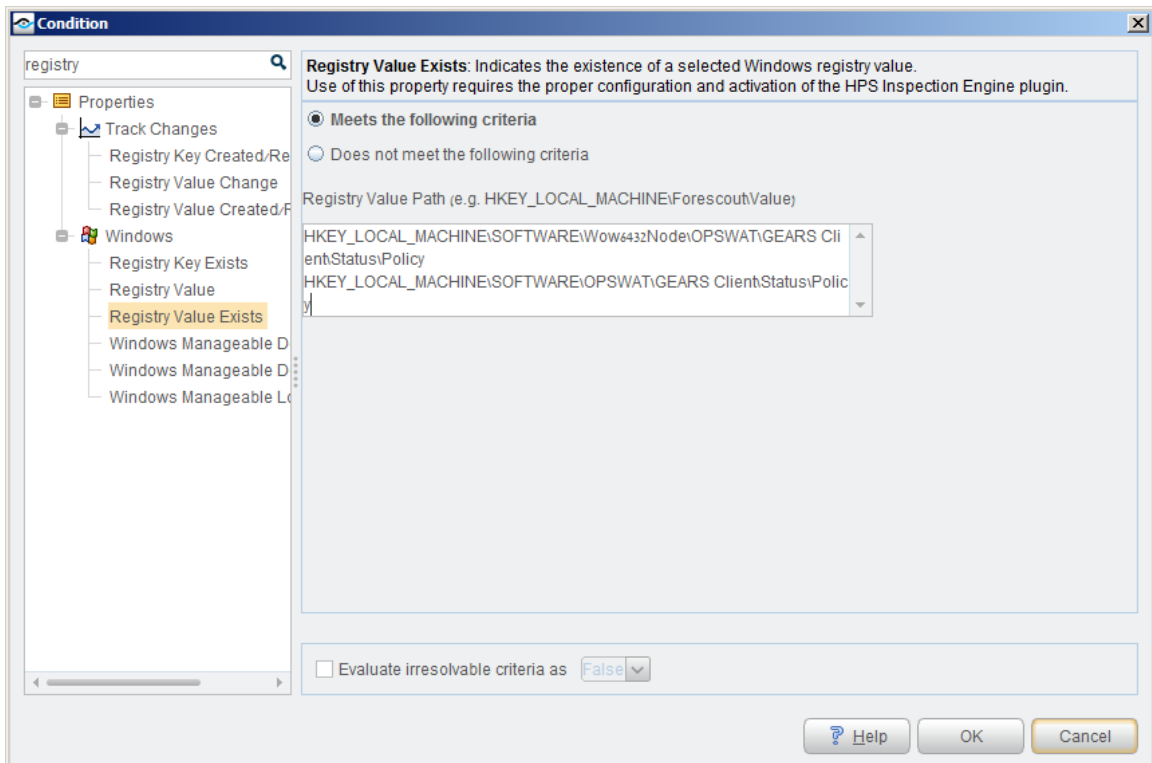 Condition
registry
Properties
Track Changes
Registry Key Created/Re
Registry Value Change
Registry Value Created/F
Windows
Registry Key Exists
Registry Value
Registry Value Exists
Windows Manageable D
Windows Manageable D
Windows Manageable Lo
Registry Value Exists: Indicates the existence of a selected Windows registry value.
Use of this property requires the proper configuration and activation of the HPS Inspection Engine plugin.
Meets the following criteria
Does not meet the following criteria
Registry Value Path (e.g. HKEY_LOCAL_MACHINE\Forescout\Value)
HKEY_LOCAL_MACHINE\SOFTWARE\Wow6432Node\OPSWAT\GEARS Cli
ent\Status\Policy
HKEY_LOCAL_MACHINE\SOFTWARE\OPSWAT\GEARS Client\Status\Polic
y
Evaluate irresolvable criteria as False
Help OK Cancel